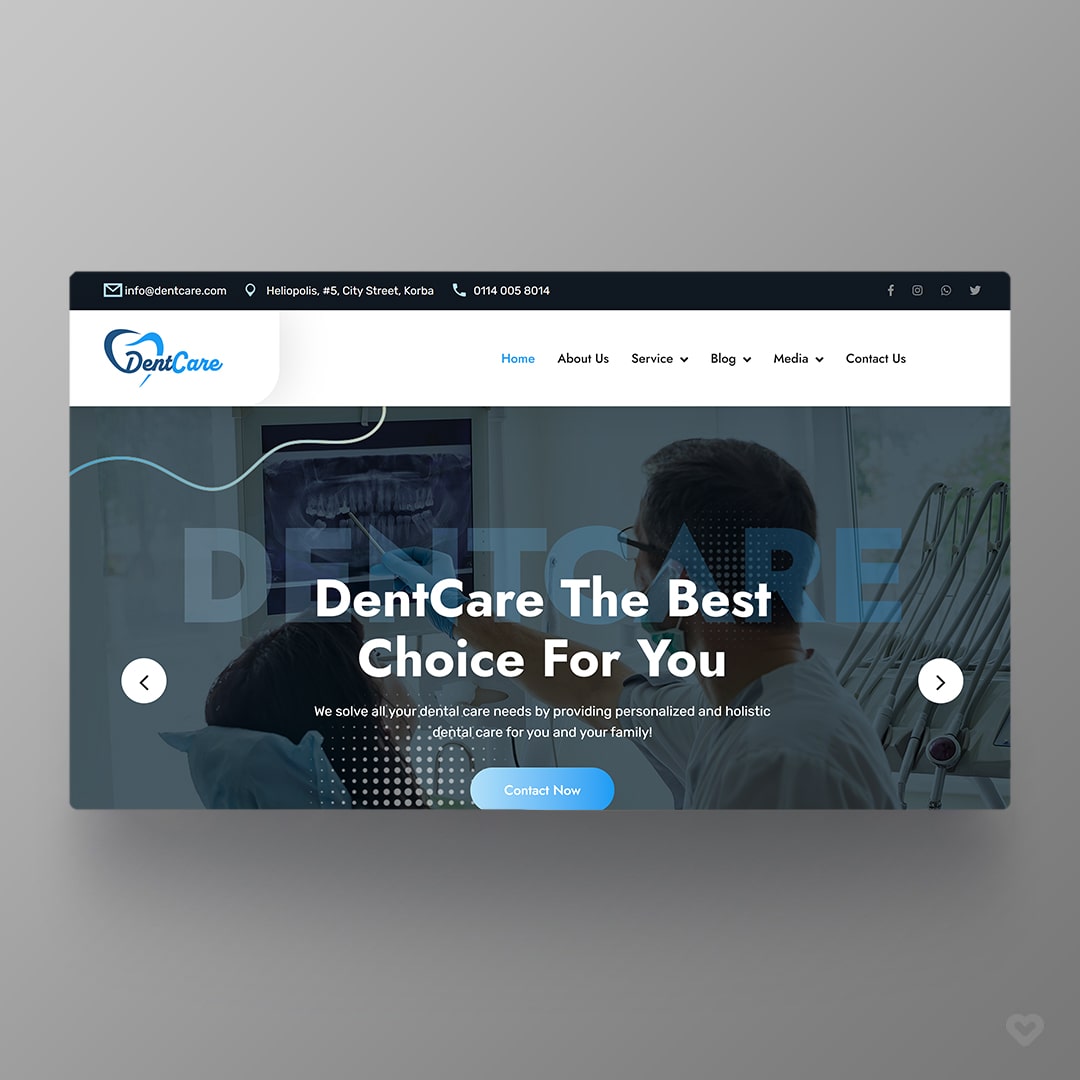 info@dentcare.com Heliopolis, #5, City Street, Korba 0114 005 8014
DentCare
Home About Us Service Blog Media Contact Us
DENTCARE
DentCare The Best
Choice For You
We solve all your dental care needs by providing personalized and holistic
dental care for you and your family!
Contact Now